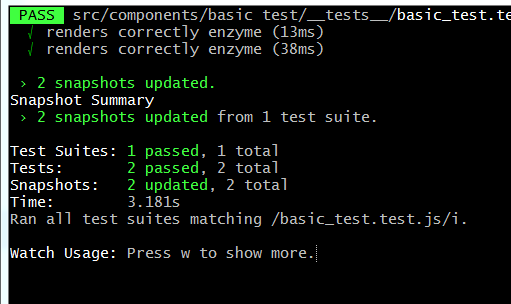 PASS src/components/basic test/__tests__/basic_test.te
√ renders correctly enzyme (13ms)
√ renders correctly enzyme (38ms)
› 2 snapshots updated.
Snapshot Summary
› 2 snapshots updated from 1 test suite.
Test Suites: 1 passed, 1 total
Tests: 2 passed, 2 total
Snapshots: 2 updated, 2 total
Time: 3.181s
Ran all test suites matching /basic_test.test.js/i.
Watch Usage: Press w to show more.